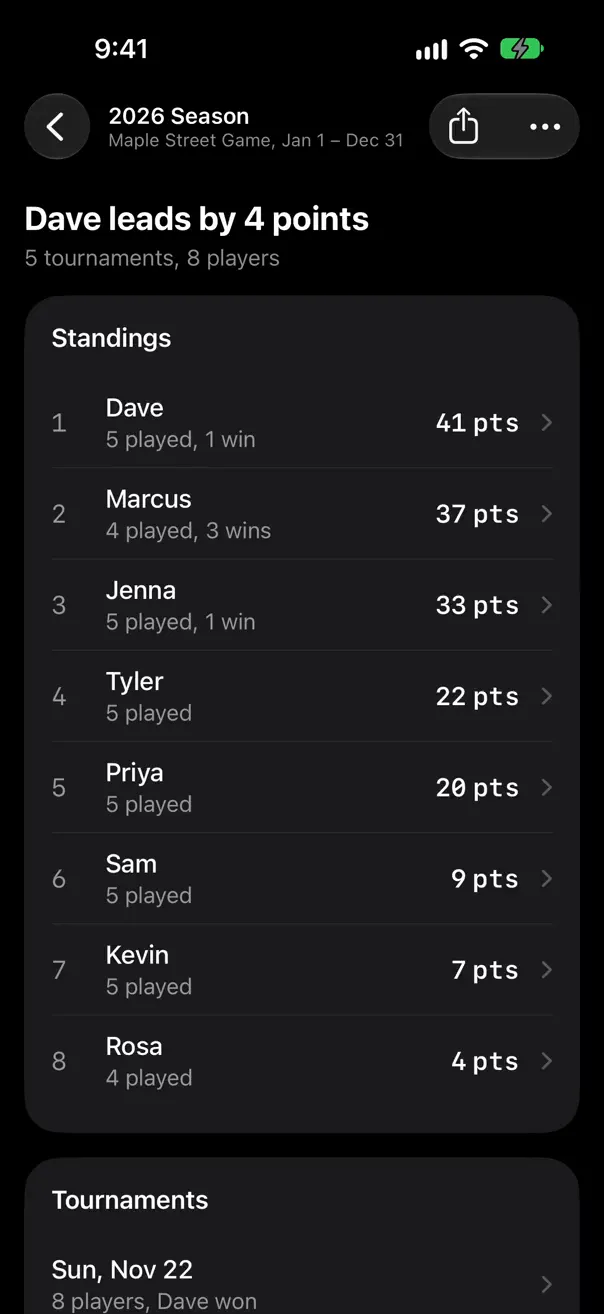 9:41
2026 Season
Maple Street Game, Jan 1 – Dec 31
Dave leads by 4 points
5 tournaments, 8 players
Standings
1
Dave
5 played, 1 win
41 pts
2
Marcus
4 played, 3 wins
37 pts
3
Jenna
5 played, 1 win
33 pts
4
Tyler
5 played
22 pts
5
Priya
5 played
20 pts
6
Sam
5 played
9 pts
7
Kevin
5 played
7 pts
8
Rosa
4 played
4 pts
Tournaments
Sun, Nov 22
8 players, Dave won